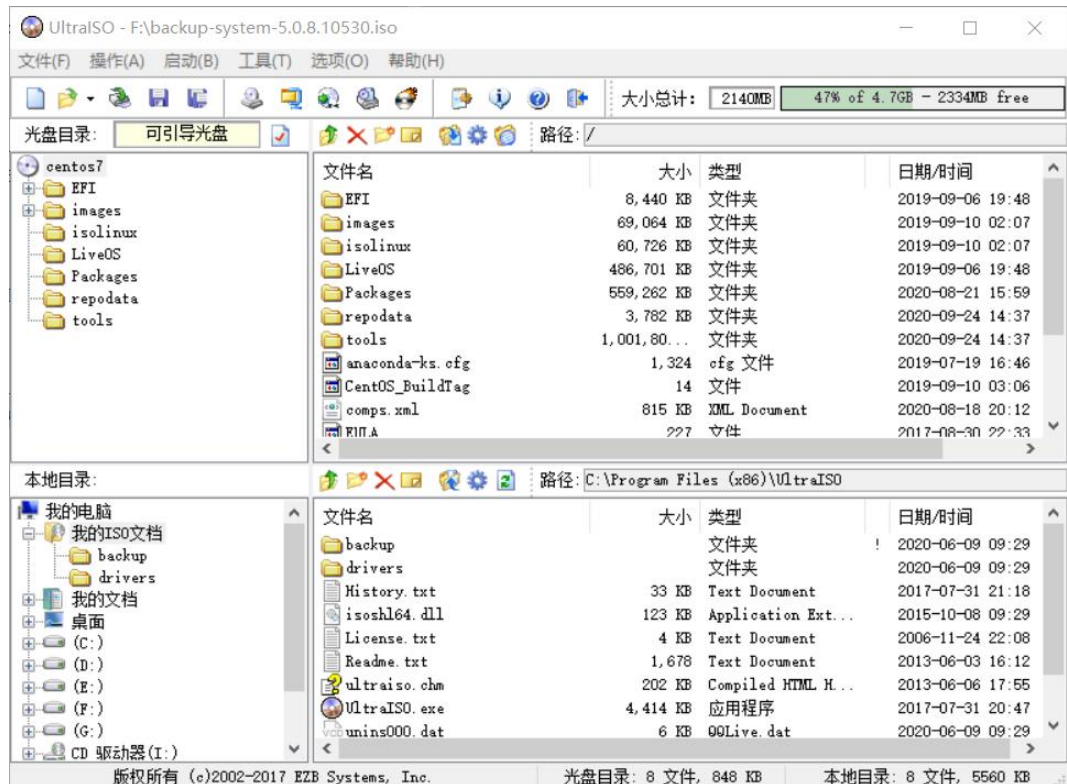 UltraISO - F:\backup-system-5.0.8.10530.iso
文件(F) 操作(A) 启动(B) 工具(T) 选项(O) 帮助(H)
大小总计: 2140MB 47% of 4.7GB - 2334MB free
光盘目录: 可引导光盘 路径: /
centos7
EFI
images
isolinux
LiveOS
Packages
repodata
tools
文件名 大小 类型 日期/时间
EFI 8,440 KB 文件夹 2019-09-06 19:48
images 69,064 KB 文件夹 2019-09-10 02:07
isolinux 60,726 KB 文件夹 2019-09-10 02:07
LiveOS 486,701 KB 文件夹 2019-09-06 19:48
Packages 559,262 KB 文件夹 2020-08-21 15:59
repodata 3,782 KB 文件夹 2020-09-24 14:37
tools 1,001,80... 文件夹 2020-09-24 14:37
anaconda-ks.cfg 1,324 cfg 文件 2019-07-19 16:46
CentOS_BuildTag 14 文件 2019-09-10 03:06
comps.xml 815 KB XML Document 2020-08-18 20:12
EULA 227 文件 2017-08-30 22:33
本地目录: 路径: C:\Program Files (x86)\UltraISO
我的电脑
我的ISO文档
backup
drivers
我的文档
桌面
(C:)
(D:)
(E:)
(F:)
(G:)
CD 驱动器(I:)
文件名 大小 类型 日期/时间
backup 文件夹 ! 2020-06-09 09:29
drivers 文件夹 2020-06-09 09:29
History.txt 33 KB Text Document 2017-07-31 21:18
isoshl64.dll 123 KB Application Ext... 2015-10-08 09:29
License.txt 4 KB Text Document 2006-11-24 22:08
Readme.txt 1,678 Text Document 2013-06-03 16:12
ultraiso.chm 202 KB Compiled HTML H... 2013-06-06 17:55
UltraISO.exe 4,414 KB 应用程序 2017-07-31 20:47
unins000.dat 6 KB QQLive.dat 2020-06-09 09:29
版权所有 (c)2002-2017 EZB Systems, Inc. 光盘目录: 8 文件, 848 KB 本地目录: 8 文件, 5560 KB